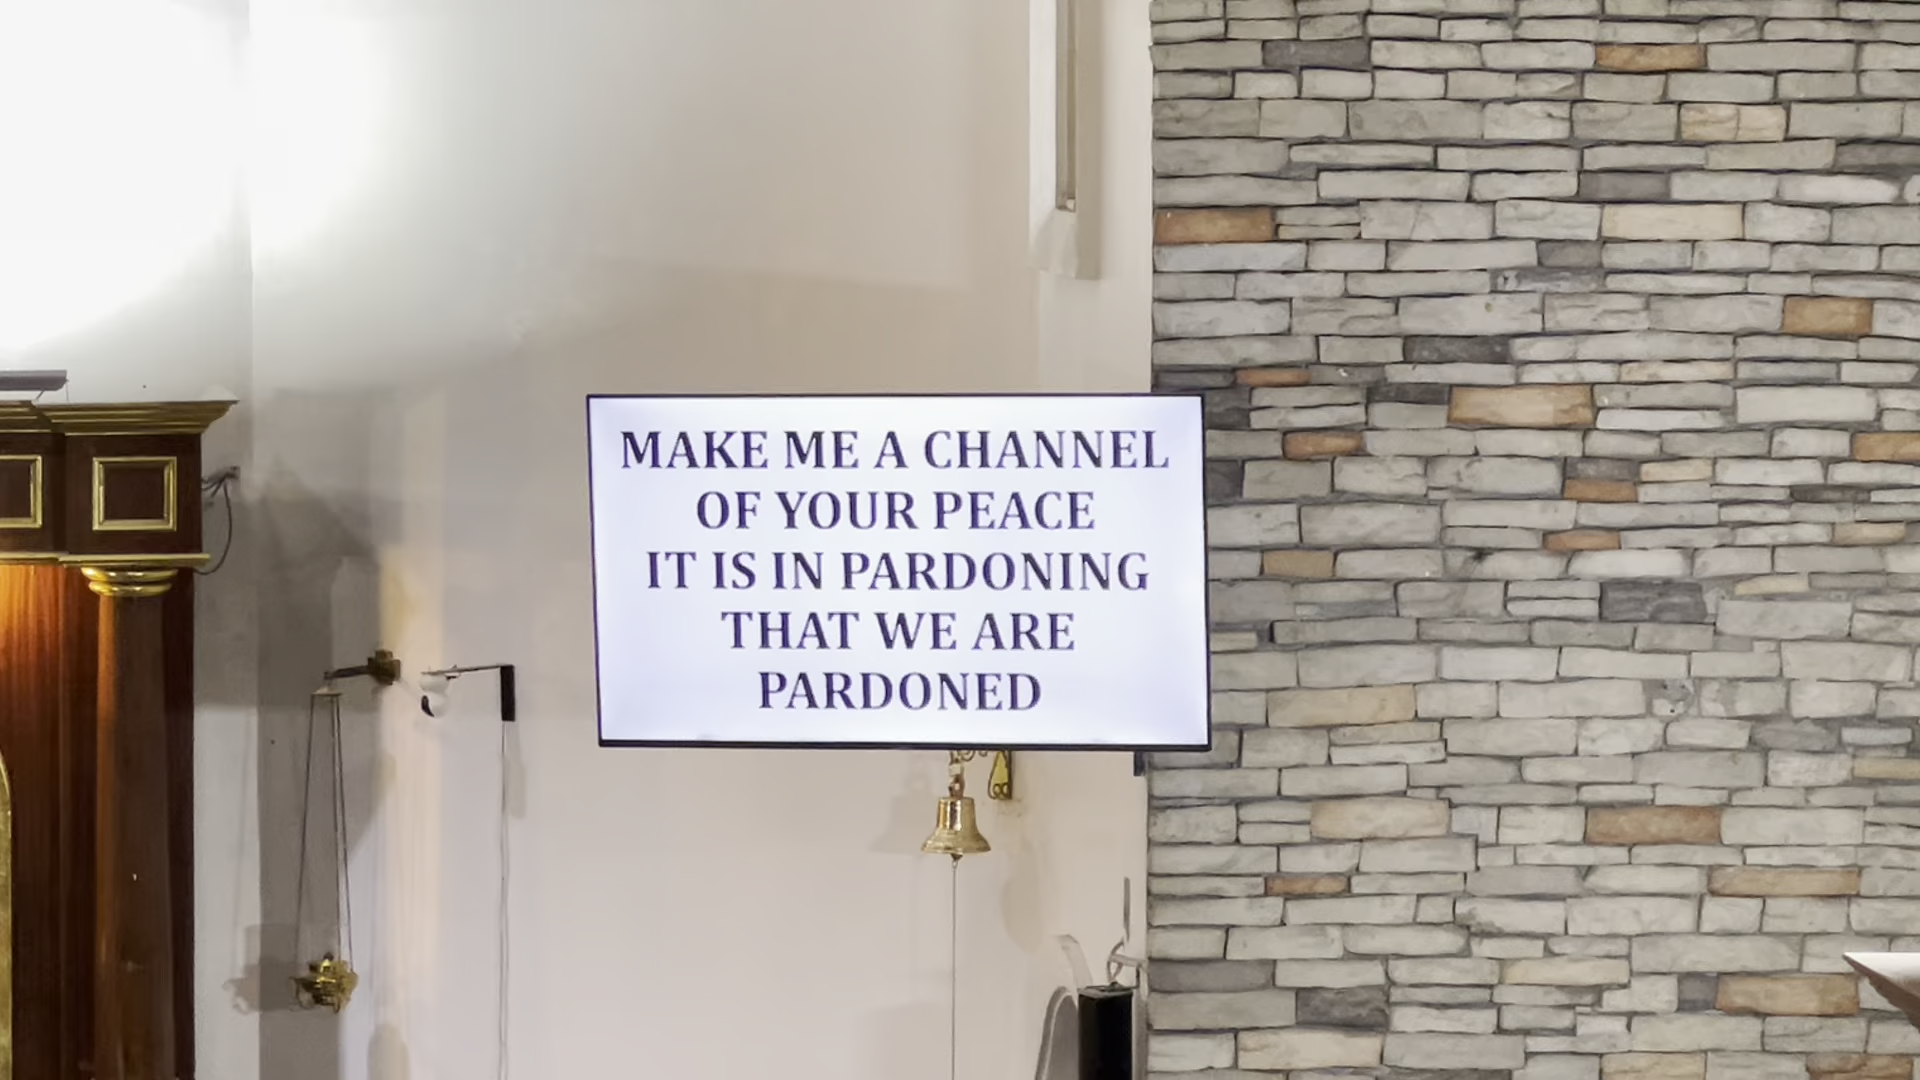 MAKE ME A CHANNEL
OF YOUR PEACE
IT IS IN PARDONING
THAT WE ARE
PARDONED